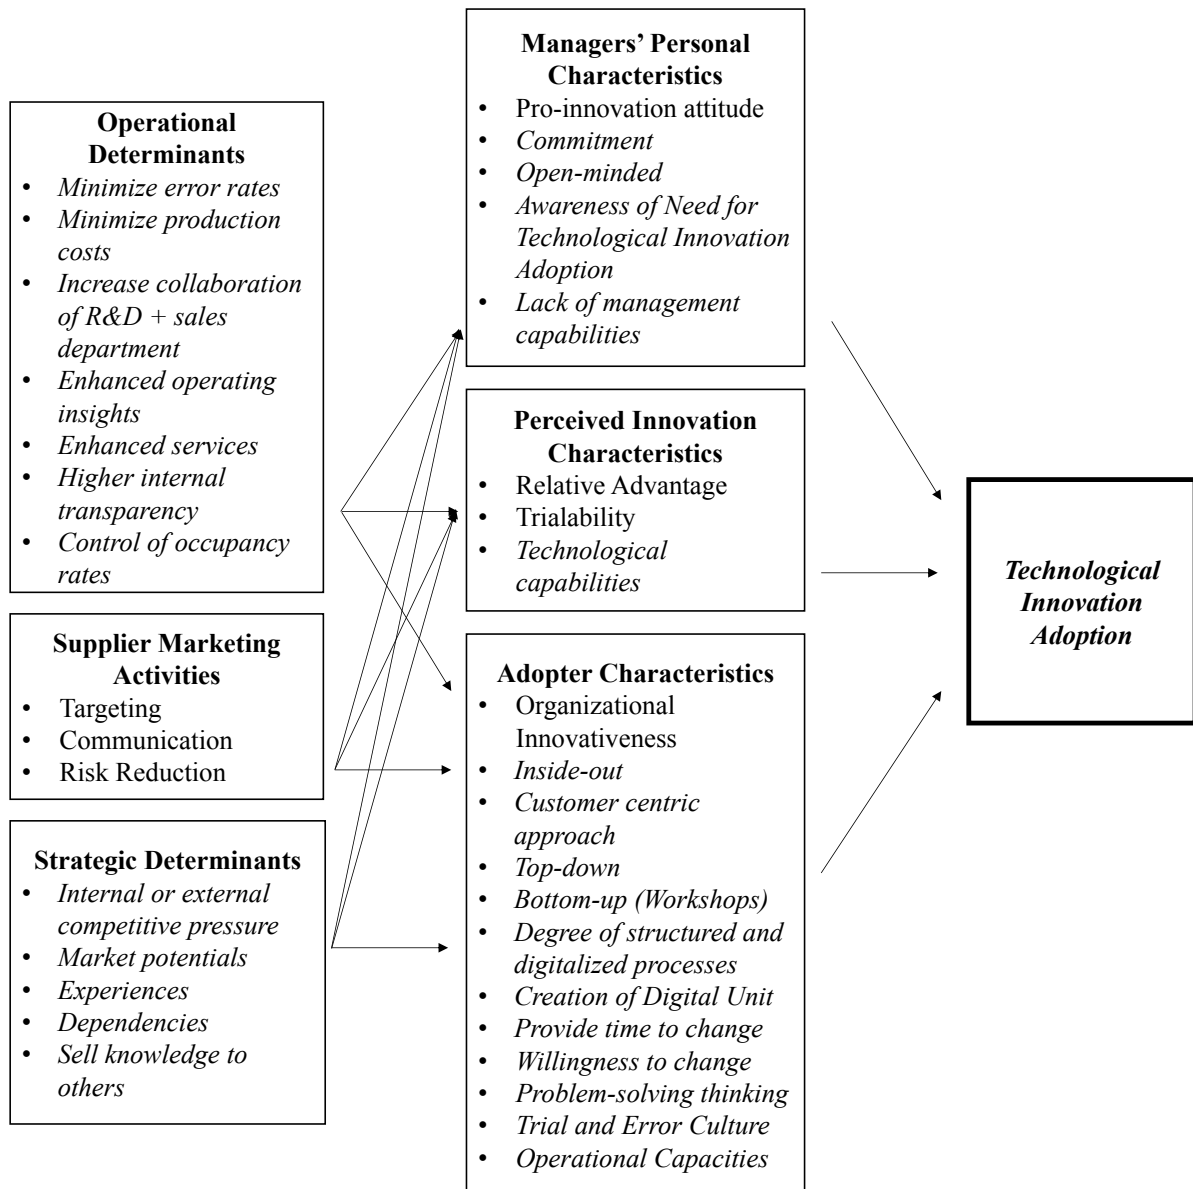 Operational
Determinants
• Minimize error rates
• Minimize production
costs
• Increase collaboration
of R&D + sales
department
• Enhanced operating
insights
• Enhanced services
• Higher internal
transparency
• Control of occupancy
rates
Supplier Marketing
Activities
• Targeting
• Communication
• Risk Reduction
Strategic Determinants
• Internal or external
competitive pressure
• Market potentials
• Experiences
• Dependencies
• Sell knowledge to
others
Managers’ Personal
Characteristics
• Pro-innovation attitude
• Commitment
• Open-minded
• Awareness of Need for
Technological Innovation
Adoption
• Lack of management
capabilities
Perceived Innovation
Characteristics
• Relative Advantage
• Trialability
• Technological
capabilities
Adopter Characteristics
• Organizational
Innovativeness
• Inside-out
• Customer centric
approach
• Top-down
• Bottom-up (Workshops)
• Degree of structured and
digitalized processes
• Creation of Digital Unit
• Provide time to change
• Willingness to change
• Problem-solving thinking
• Trial and Error Culture
• Operational Capacities
Technological
Innovation
Adoption